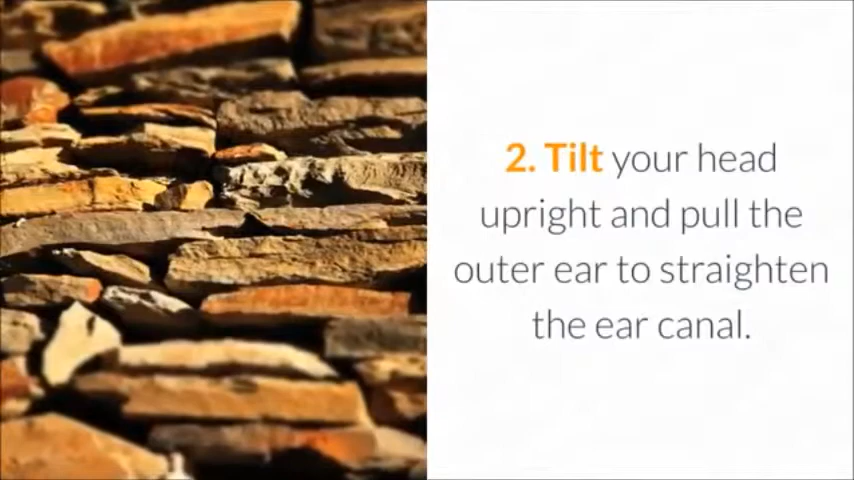 2. Tilt your head
upright and pull the
outer ear to straighten
the ear canal.